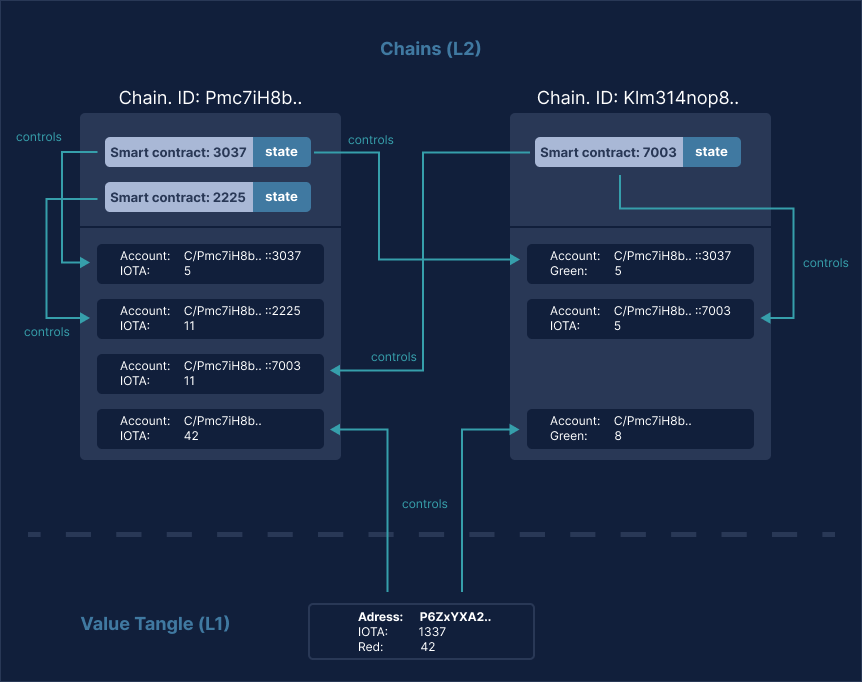 Chains (L2)
Chain. ID: Pmc7iH8b..
controls
Smart contract: 3037 state
Smart contract: 2225 state
Account: C/Pmc7iH8b.. ::3037
IOTA: 5
Account: C/Pmc7iH8b.. ::2225
IOTA: 11
controls
Account: C/Pmc7iH8b.. ::7003
IOTA: 11
Account: C/Pmc7iH8b..
IOTA: 42
controls
controls
Chain. ID: Klm314nop8..
Smart contract: 7003 state
Account: C/Pmc7iH8b.. ::3037
Green: 5
controls
Account: C/Pmc7iH8b.. ::7003
IOTA: 5
Account: C/Pmc7iH8b..
Green: 8
controls
Value Tangle (L1)
Adress: P6ZxYXA2..
IOTA: 1337
Red: 42